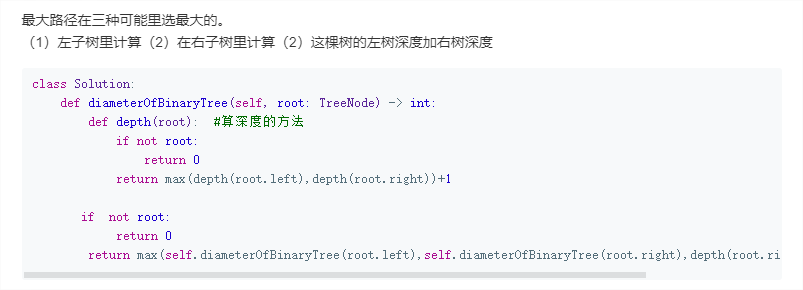 最大路径在三种可能里选最大的。
（1）左子树里计算（2）在右子树里计算（2）这棵树的左树深度加右树深度
class Solution:
    def diameterOfBinaryTree(self, root: TreeNode) -> int:
        def depth(root):  #算深度的方法
            if not root:
                return 0
            return max(depth(root.left),depth(root.right))+1
       if  not root:
            return 0
        return max(self.diameterOfBinaryTree(root.left),self.diameterOfBinaryTree(root.right),depth(root.ri